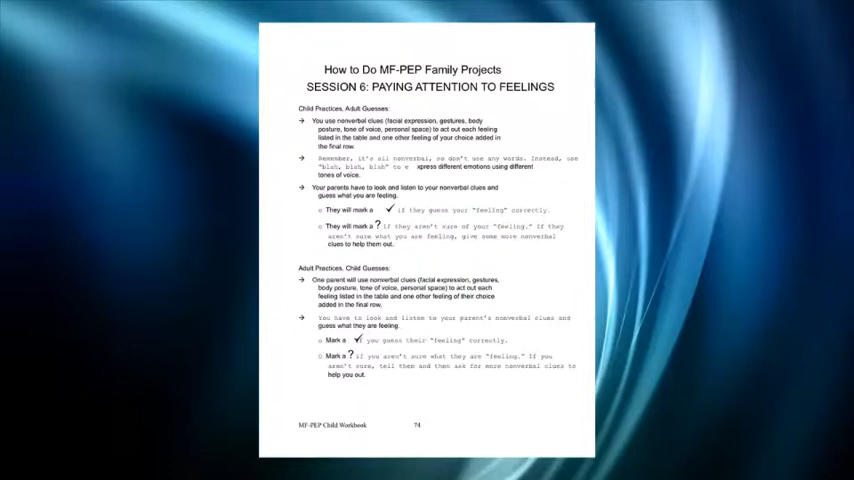 How to Do MF-PEP Family Projects
SESSION 6: PAYING ATTENTION TO FEELINGS
Child Practices, Adult Guesses:
→ You use nonverbal clues (facial expression, gestures, body
posture, tone of voice, personal space) to act out each feeling
listed in the table and one other feeling of your choice added in
the final row.
→ Remember, it's all nonverbal, so don't use any words. Instead, use
"blah, blah, blah" to e xpress different emotions using different
tones of voice.
→ Your parents have to look and listen to your nonverbal clues and
guess what you are feeling.
o They will mark a ✓ if they guess your "feeling" correctly.
o They will mark a ? if they aren't sure of your "feeling." If they
aren't sure what you are feeling, give some more nonverbal
clues to help them out.
Adult Practices, Child Guesses:
→ One parent will use nonverbal clues (facial expression, gestures,
body posture, tone of voice, personal space) to act out each
feeling listed in the table and one other feeling of their choice
added in the final row.
→ You have to look and listen to your parent's nonverbal clues and
guess what they are feeling.
o Mark a ✓ if you guess their "feeling" correctly.
o Mark a ? if you aren't sure what they are "feeling." If you
aren't sure, tell them and then ask for more nonverbal clues to
help you out.
MF-PEP Child Workbook 74